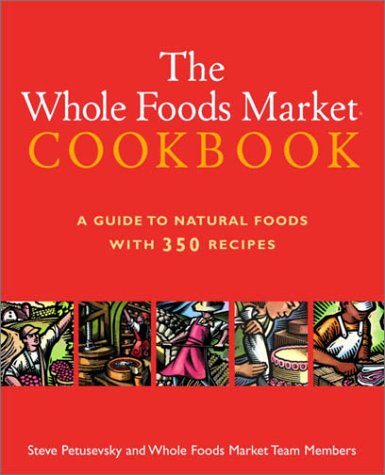 The
Whole Foods Market®
COOKBOOK
A GUIDE TO NATURAL FOODS
WITH 350 RECIPES
Steve Petusevsky and Whole Foods Market Team Members